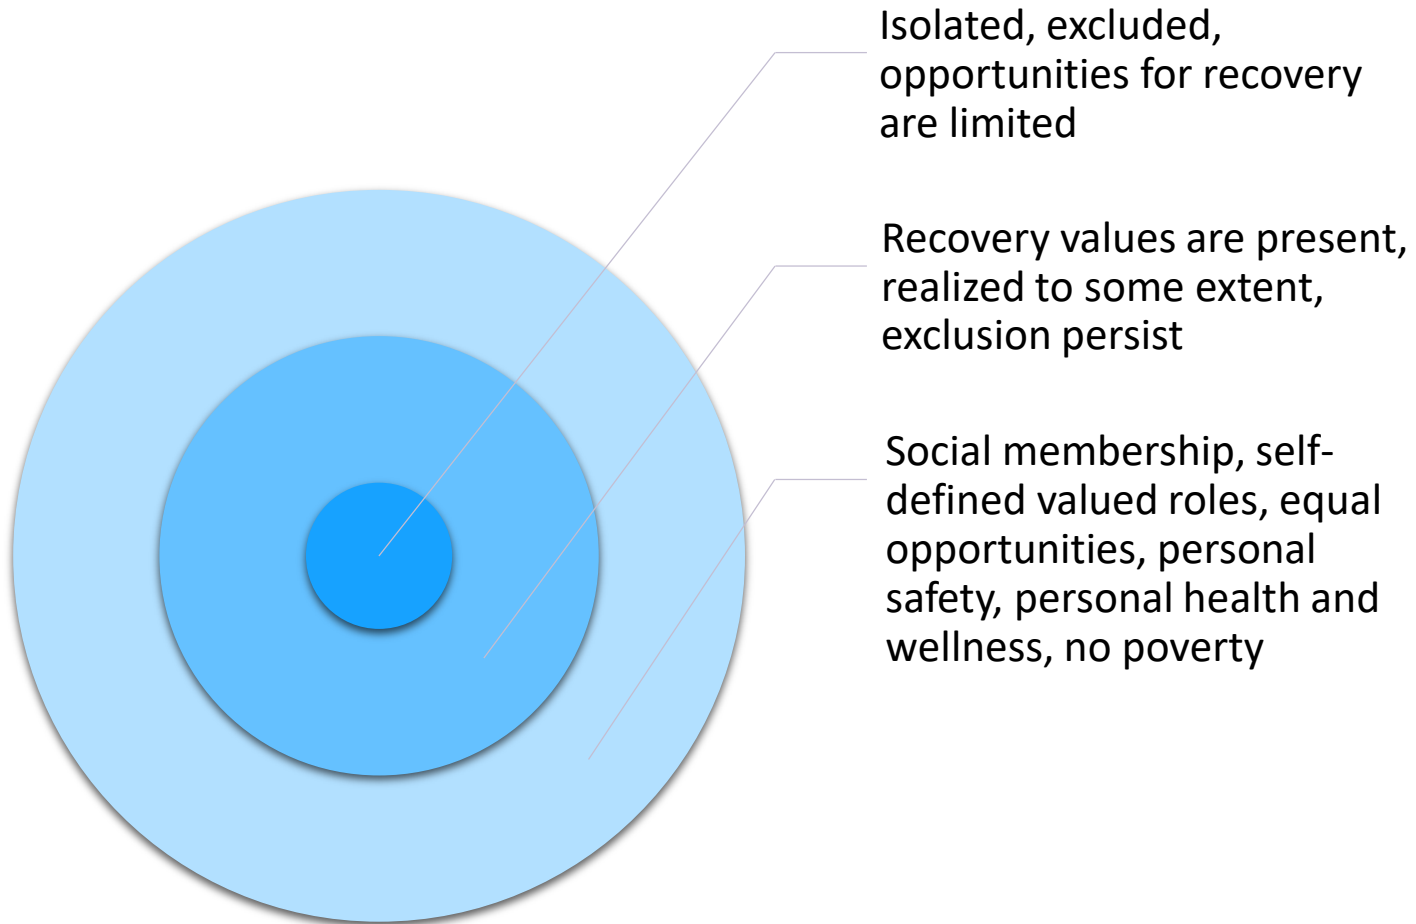 Isolated, excluded,
opportunities for recovery
are limited
Recovery values are present,
realized to some extent,
exclusion persist
Social membership, self-
defined valued roles, equal
opportunities, personal
safety, personal health and
wellness, no poverty